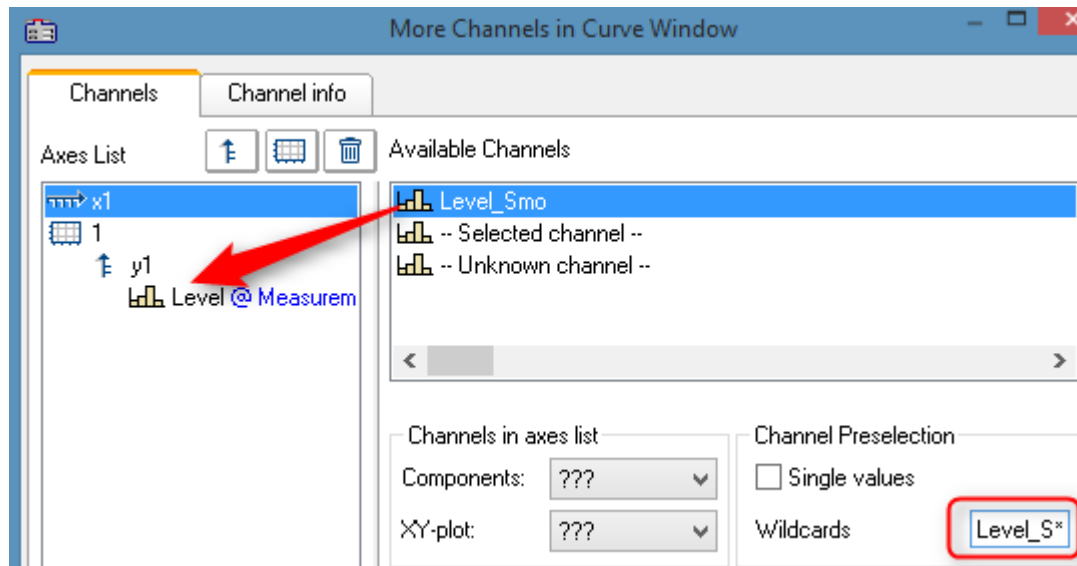 More Channels in Curve Window
Channels
Channel info
Axes List
Available Channels
x1
1
y1
Level @ Measurem
Level_Smo
-- Selected channel --
-- Unknown channel --
Channels in axes list
Components: ???
XY-plot: ???
Channel Preselection
Single values
Wildcards Level_S*